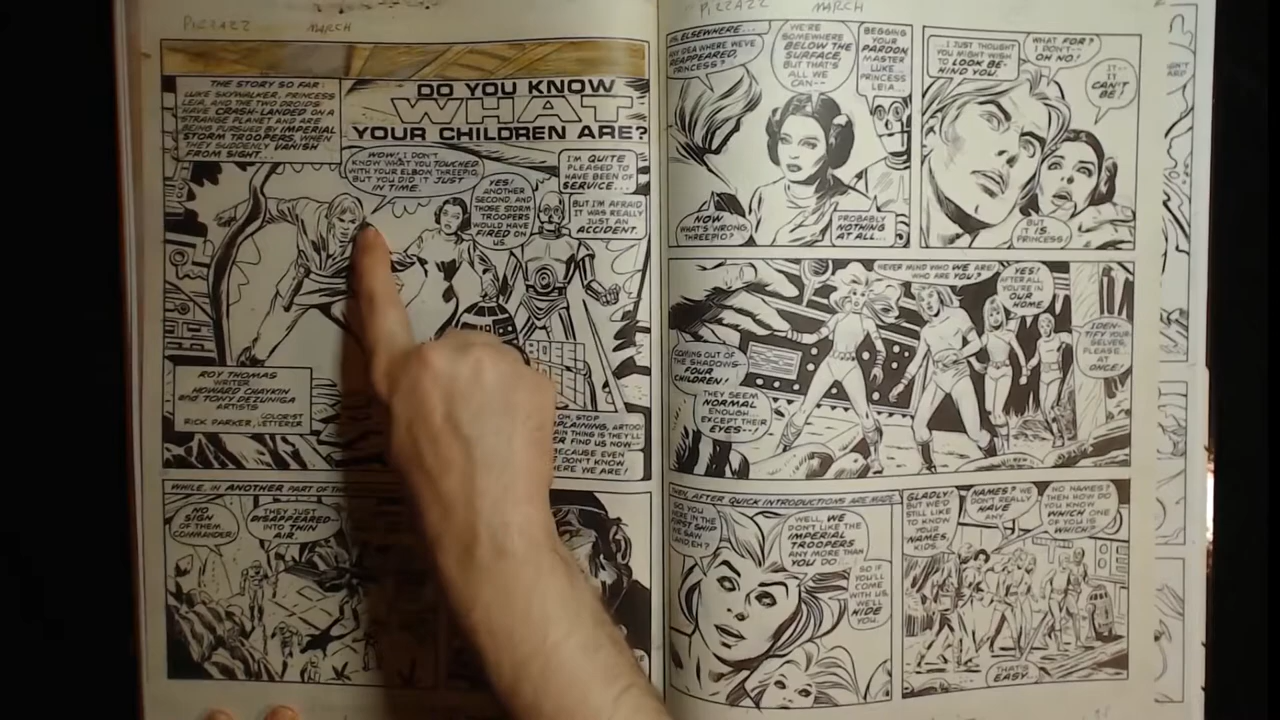 PIZZAZZ MARCH
THE STORY SO FAR:
LUKE SKYWALKER, PRINCESS
LEIA, AND THE TWO DROIDS
HAVE CRASH-LANDED ON A
STRANGE PLANET AND ARE
BEING PURSUED BY IMPERIAL
STORM TROOPERS, WHEN
THEY SUDDENLY VANISH
FROM SIGHT...
DO YOU KNOW
WHAT
YOUR CHILDREN ARE?
WOW! I DON'T
KNOW WHAT YOU TOUCHED
WITH YOUR ELBOW, THREEPIO,
BUT YOU DID IT JUST
IN TIME.
YES!
ANOTHER
SECOND, AND
THOSE STORM
TROOPERS
WOULD HAVE
FIRED ON
US.
I'M QUITE
PLEASED TO
HAVE BEEN OF
SERVICE...
BUT I'M AFRAID
IT WAS REALLY
JUST AN
ACCIDENT.
ROY THOMAS
WRITER
HOWARD CHAYKIN
AND TONY DEZUNIGA
ARTISTS
COLORIST
RICK PARKER, LETTERER
OH, STOP
PLAINING, ARTOO!
AIN THING IS THEY'LL
ER FIND US NOW--
BECAUSE EVEN
DON'T KNOW
HERE WE ARE!
WHILE, IN ANOTHER PART OF THE
NO
SIGN
OF THEM,
COMMANDER!
THEY JUST
DISAPPEARED--
INTO THIN
AIR.
PIZZAZZ MARCH
ELSEWHERE...
ANY IDEA WHERE WE'VE
REAPPEARED,
PRINCESS?
WE'RE
SOMEWHERE
BELOW THE
SURFACE,
BUT THAT'S
ALL WE
CAN--
BEGGING
YOUR
PARDON,
MASTER
LUKE...
PRINCESS
LEIA...
NOW
WHAT'S WRONG,
THREEPIO?
PROBABLY
NOTHING
AT ALL...
...I JUST THOUGHT
YOU MIGHT WISH
TO LOOK BE-
HIND YOU.
WHAT FOR?
I DON'T--
OH NO!
IT--
IT CAN'T
BE!
BUT
IT IS,
PRINCESS!
COMING OUT OF
THE SHADOWS--
FOUR
CHILDREN!
THEY SEEM
NORMAL
ENOUGH...
EXCEPT THEIR
EYES--!
NEVER MIND WHO WE ARE!
WHO ARE YOU?
YES!
AFTER ALL,
YOU'RE IN
OUR
HOME.
IDEN-
TIFY YOUR-
SELVES,
PLEASE...
AT
ONCE!
THEN, AFTER QUICK INTRODUCTIONS ARE MADE...
SO, YOU
WERE IN THE
FIRST SHIP
WE SAW
LAND, EH?
WELL, WE
DON'T LIKE THE
IMPERIAL
TROOPERS
ANY MORE THAN
YOU DO...
SO IF
YOU'LL
COME
WITH US,
WE'LL
HIDE
YOU.
GLADLY!
BUT WE'D
STILL LIKE
TO KNOW
YOUR
NAMES,
KIDS.
NAMES? WE
DON'T REALLY
HAVE
ANY.
NO NAMES?
THEN HOW DO
YOU KNOW
WHICH ONE
OF YOU IS
WHICH?
THAT'S
EASY...